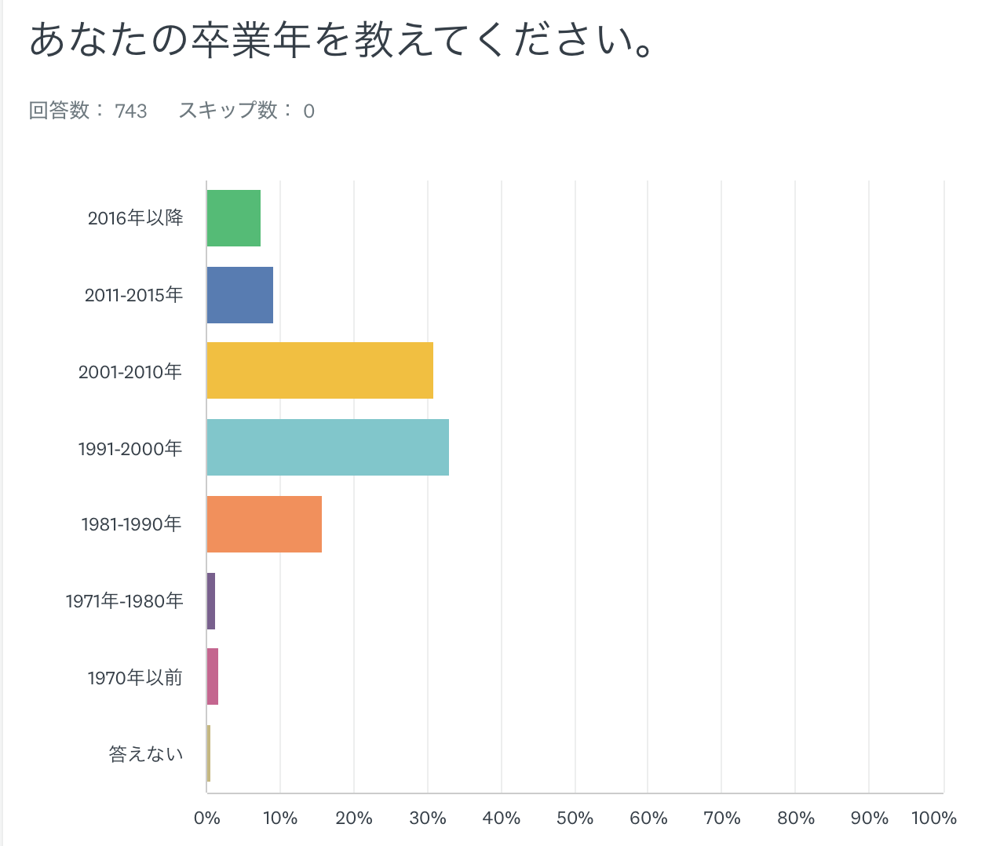 あなたの卒業年を教えてください。
回答数： 743 スキップ数： 0
2016年以降
2011-2015年
2001-2010年
1991-2000年
1981-1990年
1971年-1980年
1970年以前
答えない
0% 10% 20% 30% 40% 50% 60% 70% 80% 90% 100%